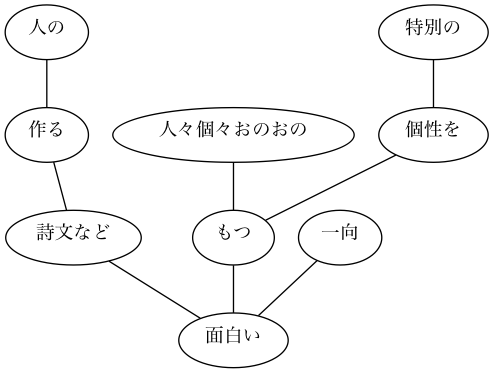 人の
特別の
作る
人々個々おのおの
個性を
詩文など
もつ
一向
面白い